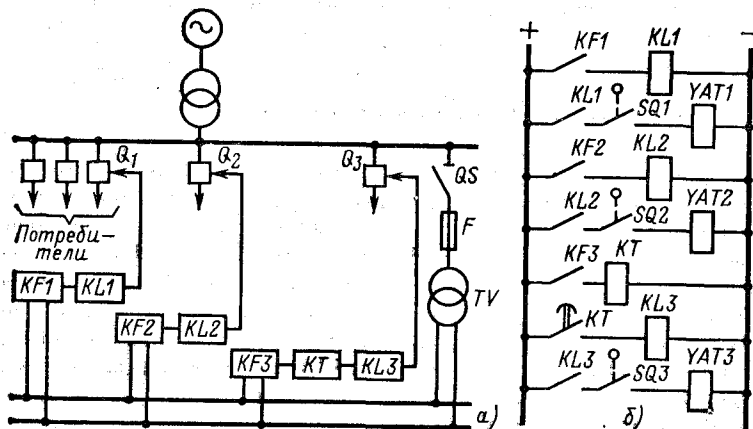 Q1
Q2
Q3
QS
F
TV
Потреби-
тели
KF1
KL1
KF2
KL2
KF3
KT
KL3
а)
+
−
KF1
KL1
KL1
SQ1
YAT1
KF2
KL2
KL2
SQ2
YAT2
KF3
KT
KT
KL3
KL3
SQ3
YAT3
б)